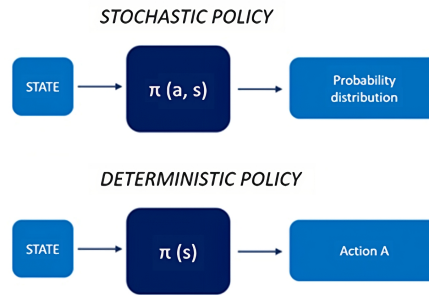 STOCHASTIC POLICY
STATE
π (a, s)
Probability
distribution
DETERMINISTIC POLICY
STATE
π (s)
Action A